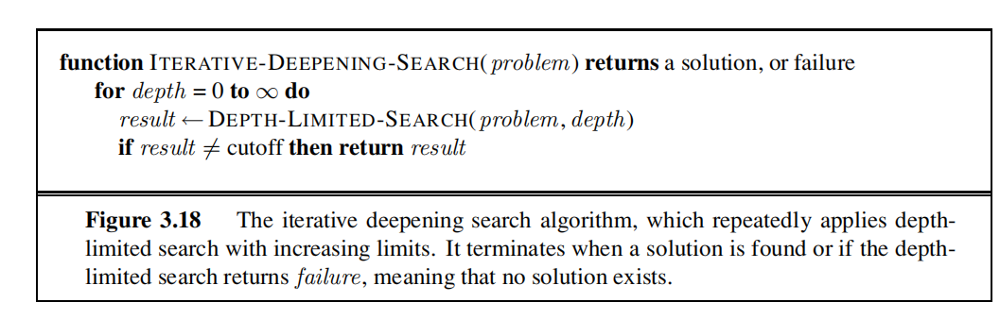 function ITERATIVE-DEEPENING-SEARCH(problem) returns a solution, or failure
for depth = 0 to ∞ do
result ← DEPTH-LIMITED-SEARCH(problem, depth)
if result ≠ cutoff then return result
Figure 3.18 The iterative deepening search algorithm, which repeatedly applies depth-
limited search with increasing limits. It terminates when a solution is found or if the depth-
limited search returns failure, meaning that no solution exists.